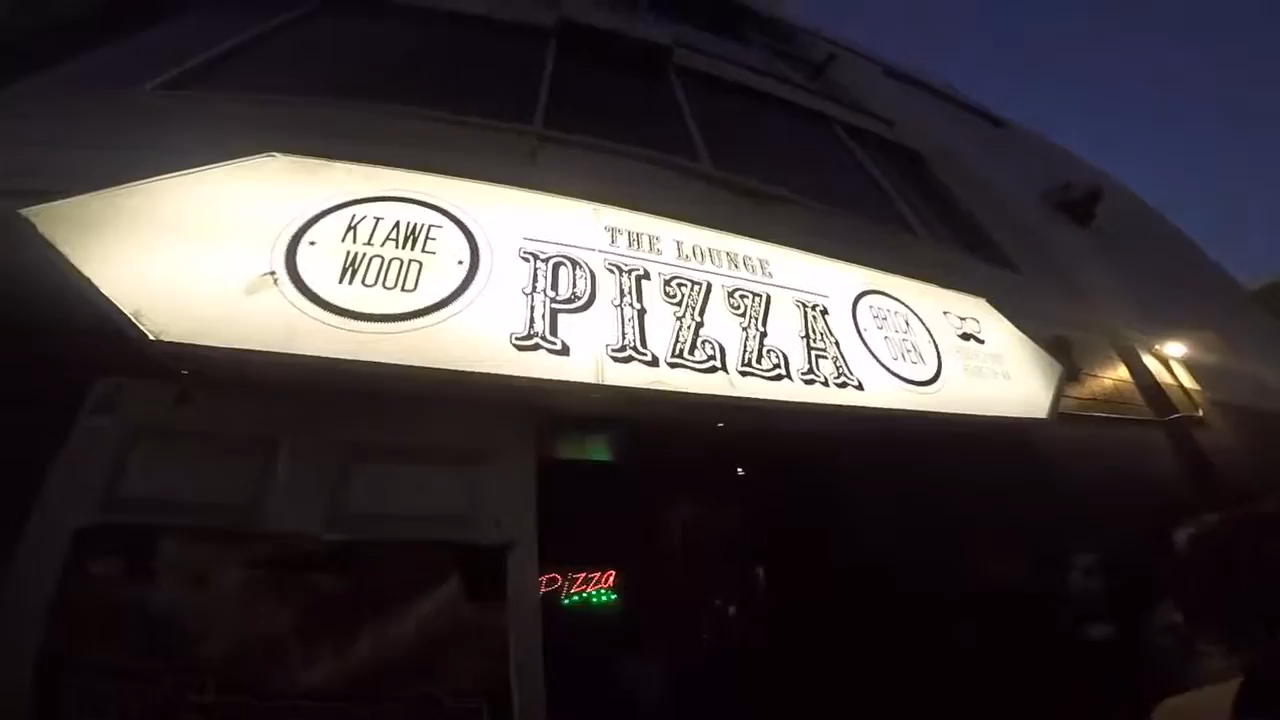 KIAWE
WOOD
THE LOUNGE
PIZZA
BRICK
OVEN
Pizza